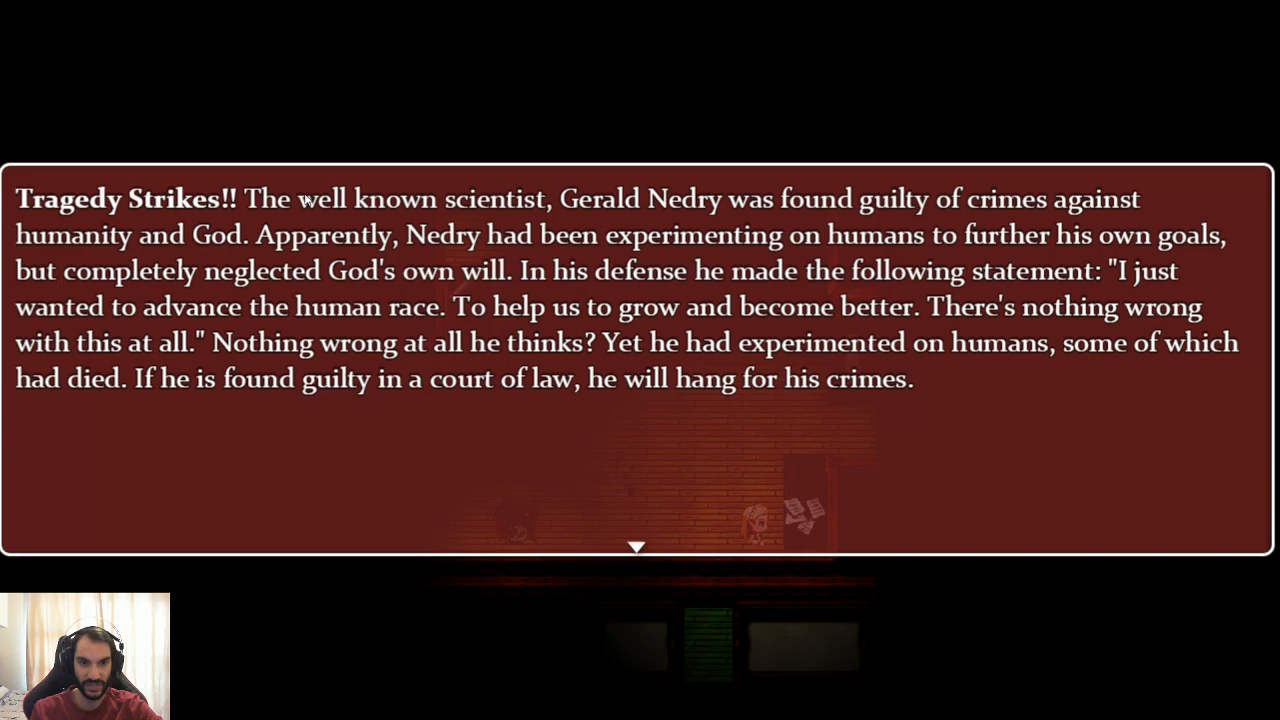 Tragedy Strikes!! The well known scientist, Gerald Nedry was found guilty of crimes against
humanity and God. Apparently, Nedry had been experimenting on humans to further his own goals,
but completely neglected God's own will. In his defense he made the following statement: "I just
wanted to advance the human race. To help us to grow and become better. There's nothing wrong
with this at all." Nothing wrong at all he thinks? Yet he had experimented on humans, some of which
had died. If he is found guilty in a court of law, he will hang for his crimes.